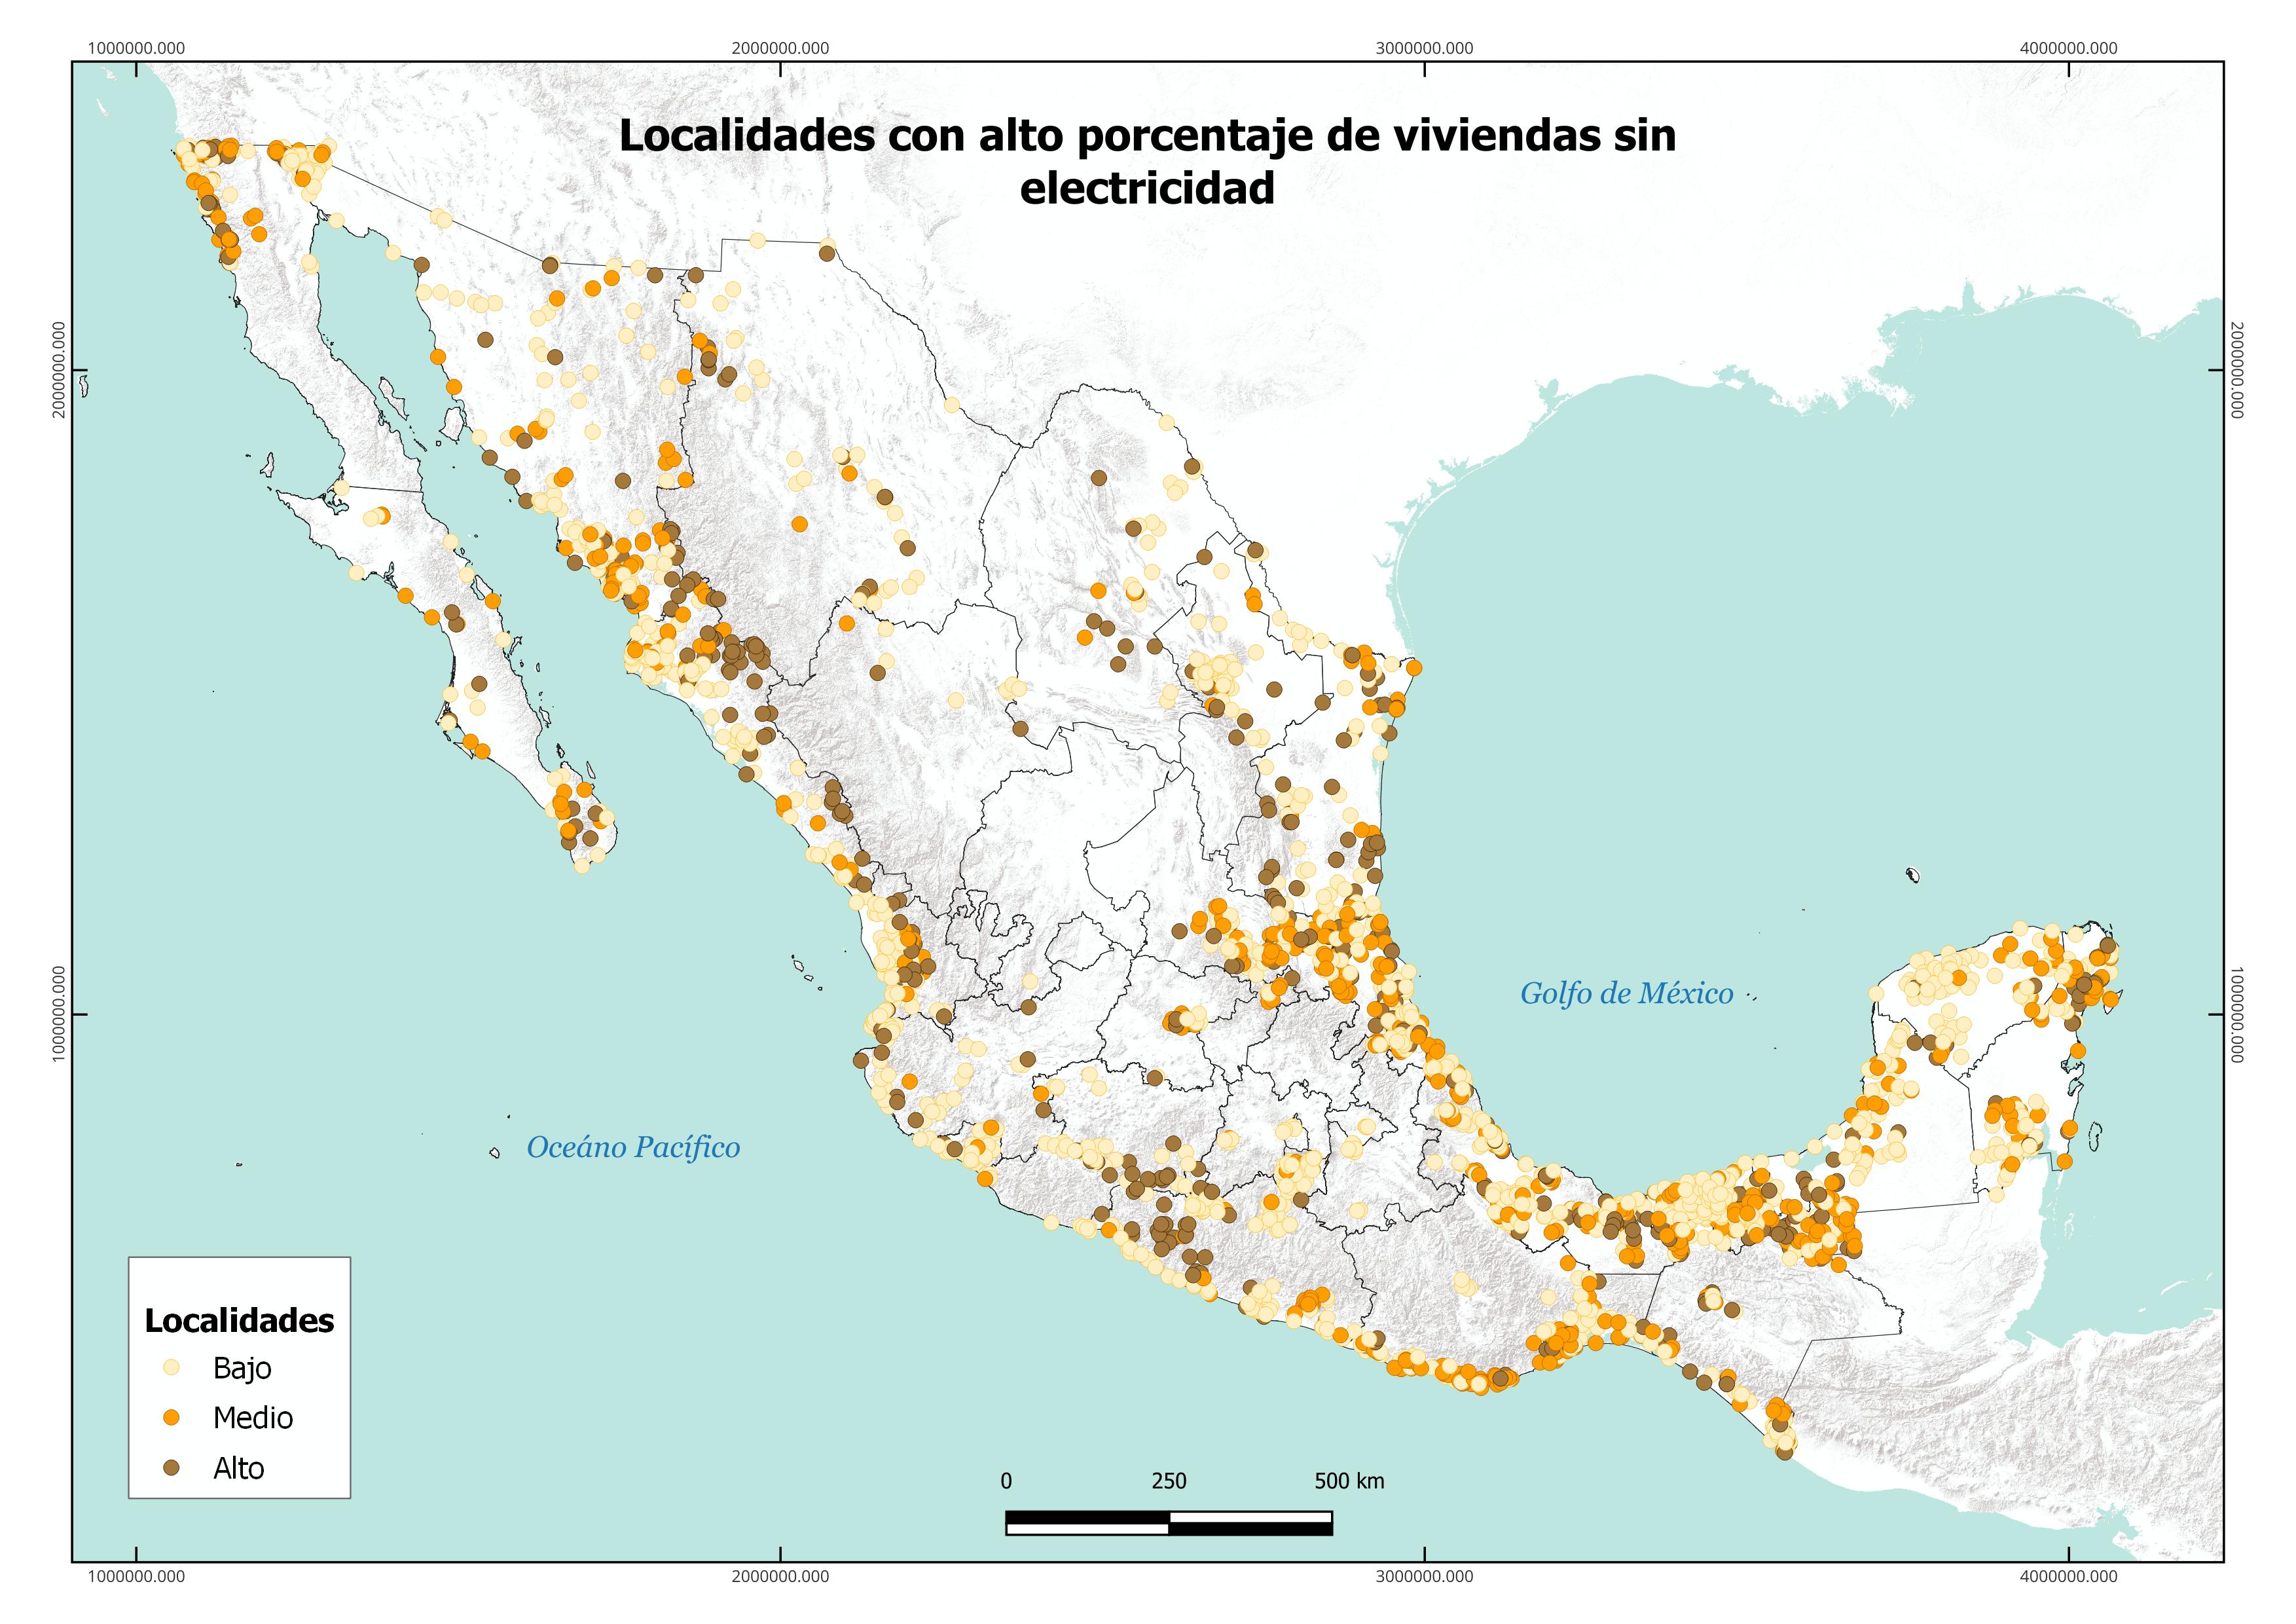 1000000.000 2000000.000 3000000.000 4000000.000
Localidades con alto porcentaje de viviendas sin
electricidad
2000000.000
2000000.000
1000000.000
1000000.000
Golfo de México
Oceáno Pacífico
Localidades
Bajo
Medio
Alto
0 250 500 km
1000000.000 2000000.000 3000000.000 4000000.000